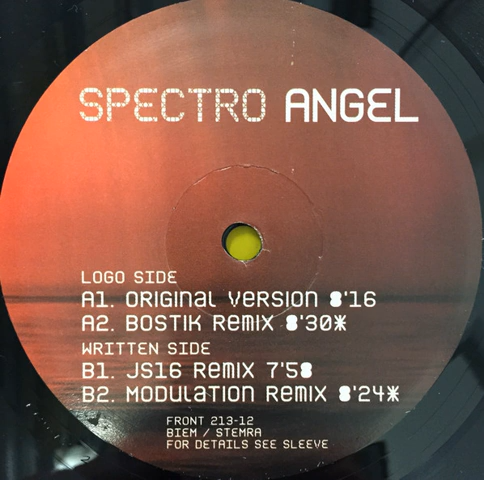 SPECTRO ANGEL
LOGO SIDE
A1. ORIGINAL VERSION 8'16
A2. BOSTIK REMIX 8'30*
WRITTEN SIDE
B1. JS16 REMIX 7'58
B2. MODULATION REMIX 8'24*
FRONT 213-12
BIEM / STEMRA
FOR DETAILS SEE SLEEVE